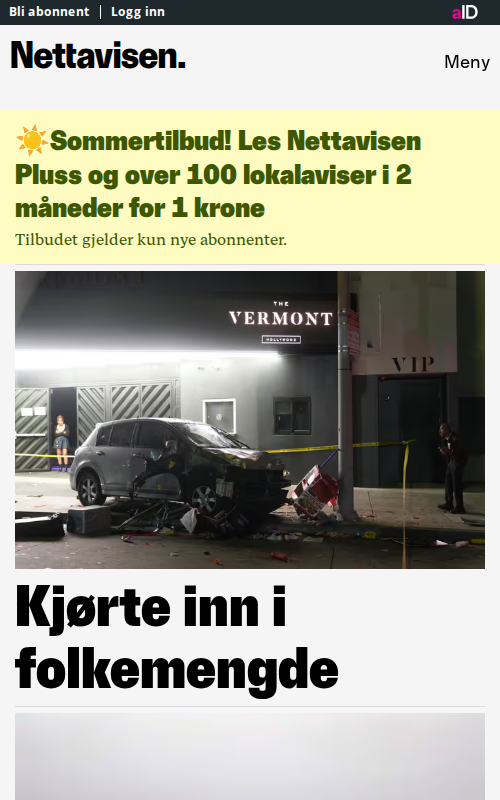 Bli abonnent
Logg inn
aID
Nettavisen.
Meny
Sommertilbud! Les Nettavisen
Pluss og over 100 lokalaviser i 2
måneder for 1 krone
Tilbudet gjelder kun nye abonnenter.
THE
VERMONT
HOLLYWOOD
VIP
Kjørte inn i
folkemengde